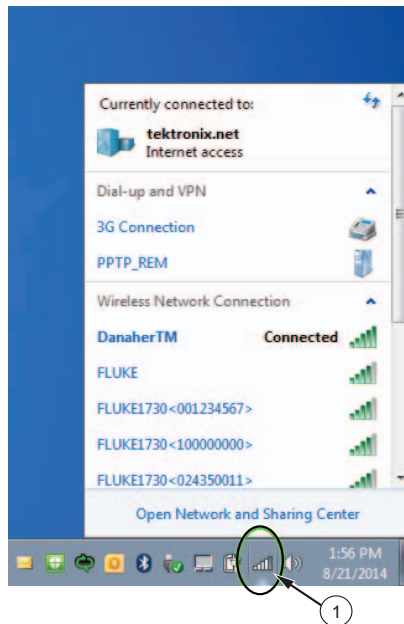 Currently connected to:
tektronix.net
Internet access
Dial-up and VPN
3G Connection
PPTP_REM
Wireless Network Connection
DanaherTM Connected
FLUKE
FLUKE1730<001234567>
FLUKE1730<100000000>
FLUKE1730<024350011>
Open Network and Sharing Center
1:56 PM
8/21/2014
1